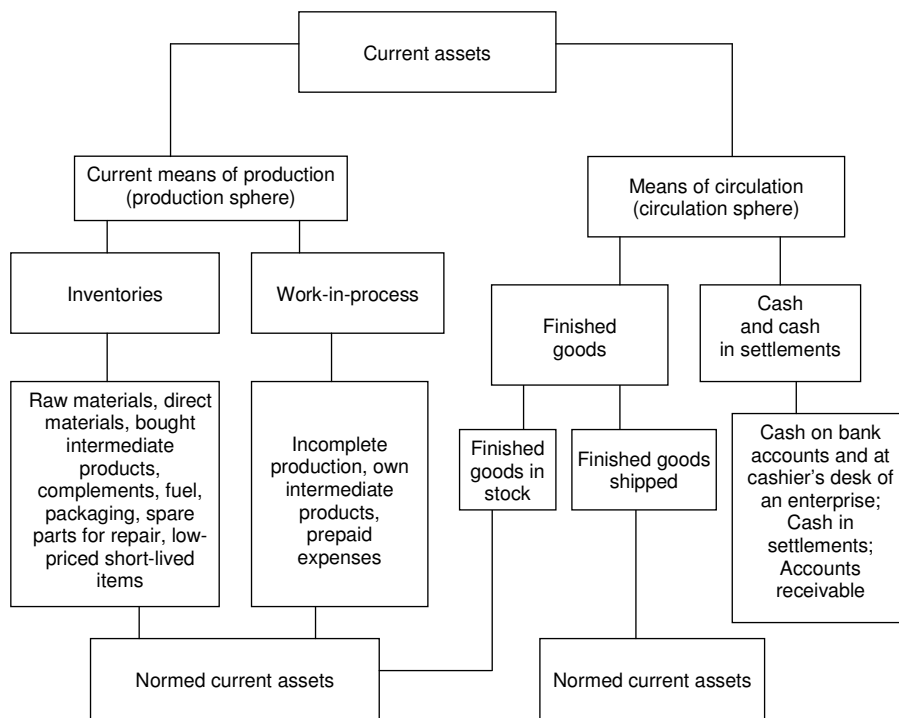 Current assets
Current means of production
(production sphere)
Means of circulation
(circulation sphere)
Inventories
Work-in-process
Finished
goods
Cash
and cash
in settlements
Raw materials, direct
materials, bought
intermediate
products,
complements, fuel,
packaging, spare
parts for repair, low-
priced short-lived
items
Incomplete
production, own
intermediate
products,
prepaid
expenses
Finished
goods in
stock
Finished goods
shipped
Cash on bank
accounts and at
cashier's desk of
an enterprise;
Cash in
settlements;
Accounts
receivable
Normed current assets
Normed current assets